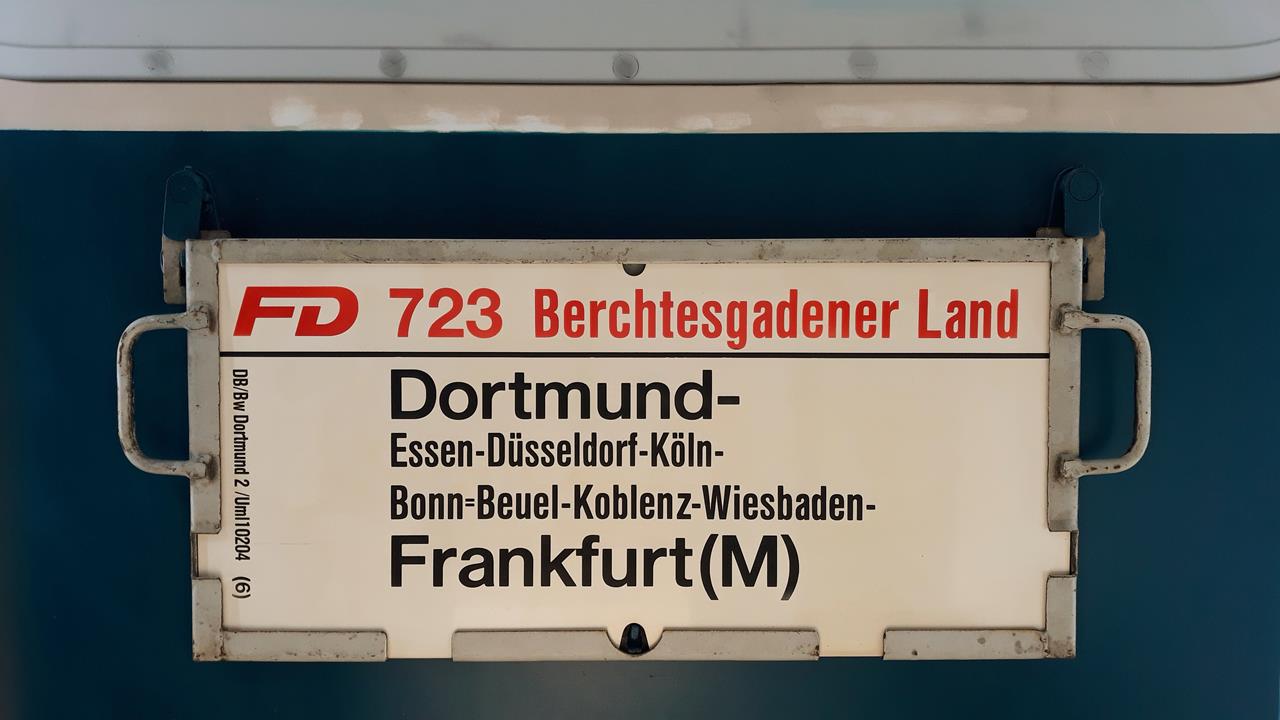 FD 723 Berchtesgadener Land
Dortmund-
Essen-Düsseldorf-Köln-
Bonn=Beuel-Koblenz-Wiesbaden-
Frankfurt(M)
DB/Bw Dortmund 2 /Uml10204 (6)